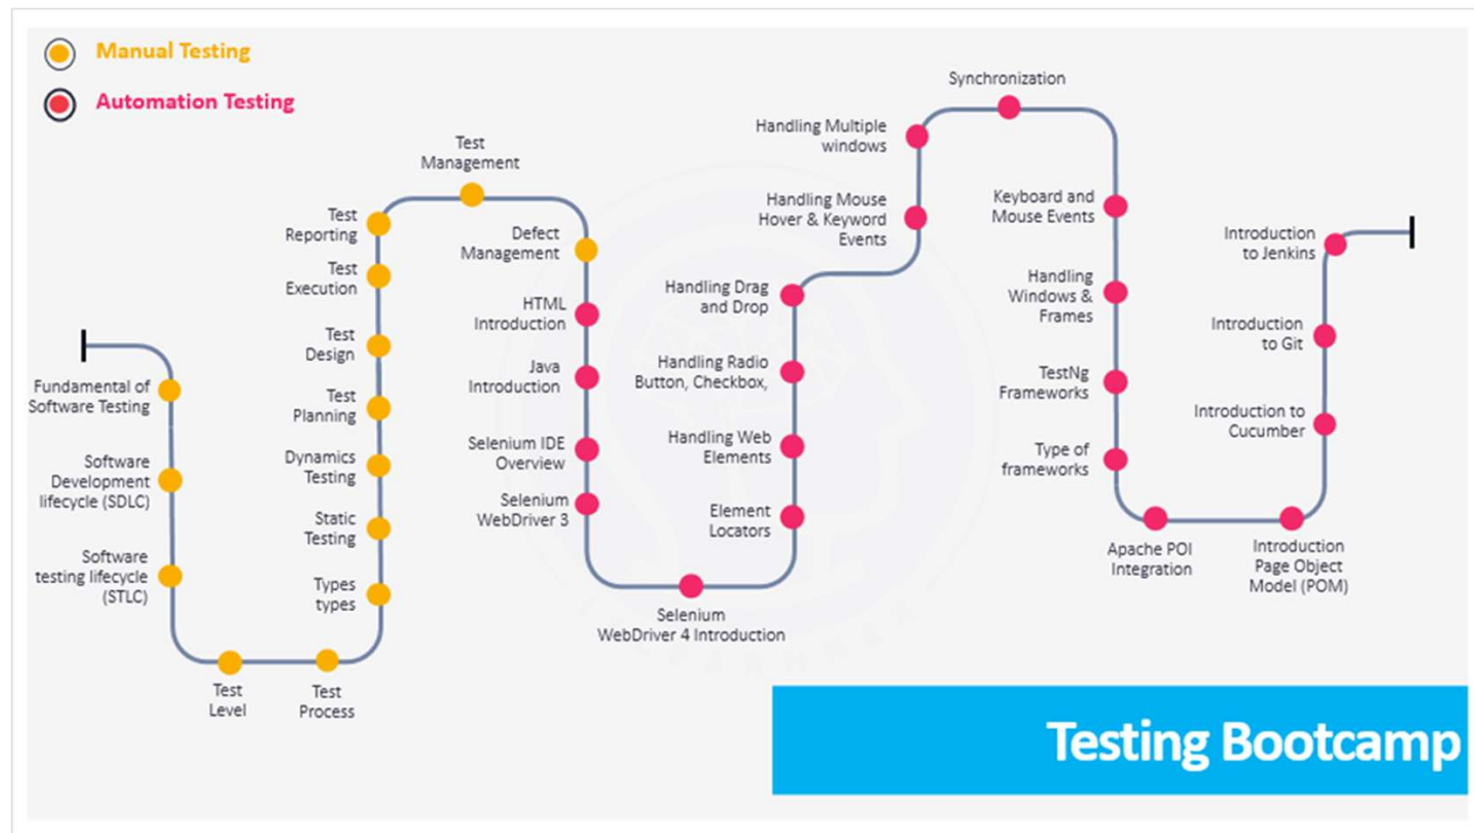 Manual Testing
Automation Testing
Fundamental of
Software Testing
Software
Development
lifecycle (SDLC)
Software
testing lifecycle
(STLC)
Test
Level
Test
Process
Types
types
Static
Testing
Dynamics
Testing
Test
Planning
Test
Design
Test
Execution
Test
Reporting
Test
Management
Defect
Management
HTML
Introduction
Java
Introduction
Selenium IDE
Overview
Selenium
WebDriver 3
Selenium
WebDriver 4 Introduction
Element
Locators
Handling Web
Elements
Handling Radio
Button, Checkbox,
Handling Drag
and Drop
Handling Mouse
Hover & Keyword
Events
Handling Multiple
windows
Synchronization
Keyboard and
Mouse Events
Handling
Windows &
Frames
TestNg
Frameworks
Type of
frameworks
Apache POI
Integration
Introduction
Page Object
Model (POM)
Introduction to
Cucumber
Introduction
to Git
Introduction
to Jenkins
Testing Bootcamp